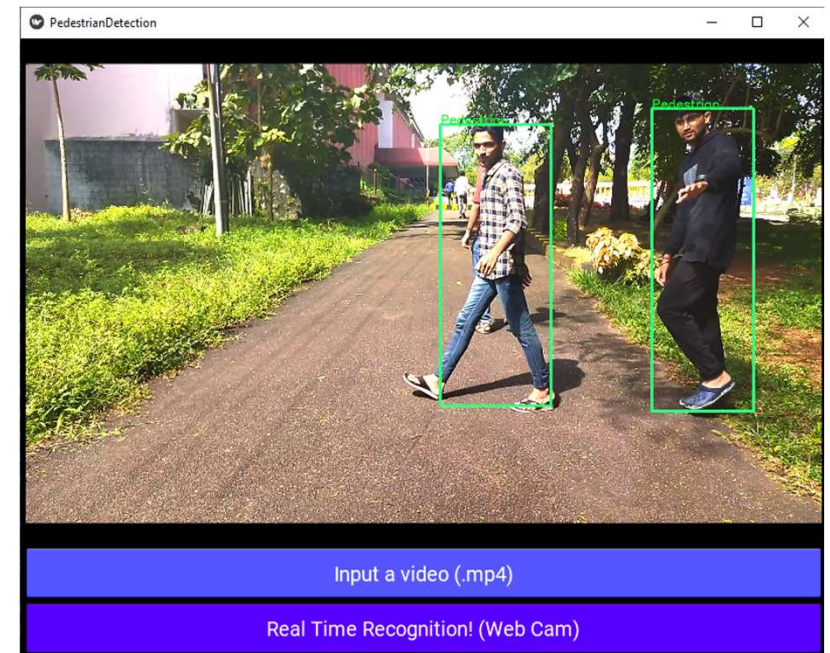 PedestrianDetection
Pedestrian
Pedestrian
Input a video (.mp4)
Real Time Recognition! (Web Cam)